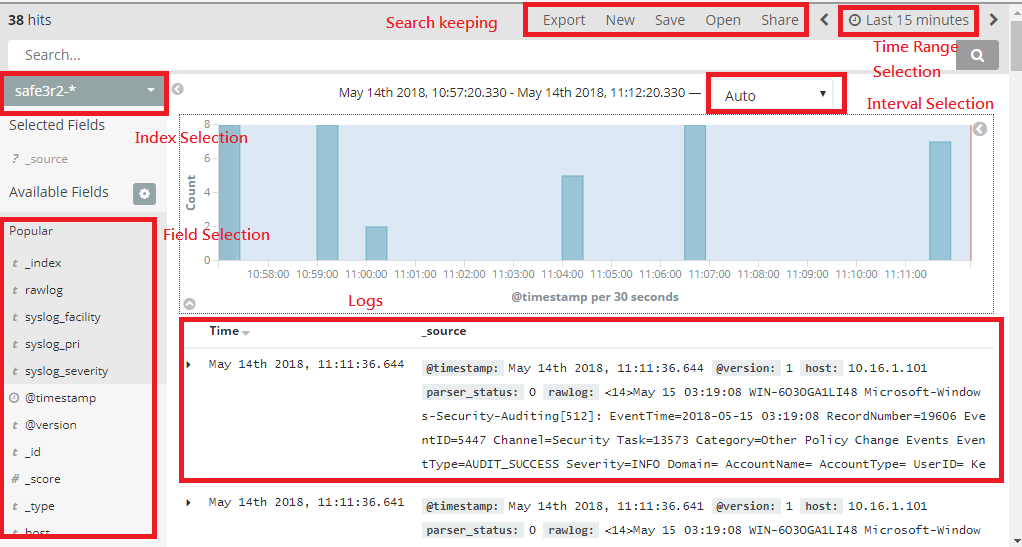 38 hits
Search keeping
Export New Save Open Share
Last 15 minutes
Search...
Time Range
Selection
safe3r2-*
May 14th 2018, 10:57:20.330 - May 14th 2018, 11:12:20.330 —
Auto
Interval Selection
Index Selection
Selected Fields
? _source
Available Fields
Field Selection
Popular
t _index
t rawlog
t syslog_facility
t syslog_pri
t syslog_severity
@timestamp
t @version
t _id
# _score
t _type
t host
8
6
4
2
0
Count
10:58:00 10:59:00 11:00:00 11:01:00 11:02:00 11:03:00 11:04:00 11:05:00 11:06:00 11:07:00 11:08:00 11:09:00 11:10:00 11:11:00
@timestamp per 30 seconds
Logs
Time _source
May 14th 2018, 11:11:36.644 @timestamp: May 14th 2018, 11:11:36.644 @version: 1 host: 10.16.1.101
parser_status: 0 rawlog: <14>May 15 03:19:08 WIN-6O3OGA1LI48 Microsoft-Window
s-Security-Auditing[512]: EventTime=2018-05-15 03:19:08 RecordNumber=19606 Eve
ntID=5447 Channel=Security Task=13573 Category=Other Policy Change Events Even
tType=AUDIT_SUCCESS Severity=INFO Domain= AccountName= AccountType= UserID= Ke
May 14th 2018, 11:11:36.641 @timestamp: May 14th 2018, 11:11:36.641 @version: 1 host: 10.16.1.101
parser_status: 0 rawlog: <14>May 15 03:19:08 WIN-6O3OGA1LI48 Microsoft-Window